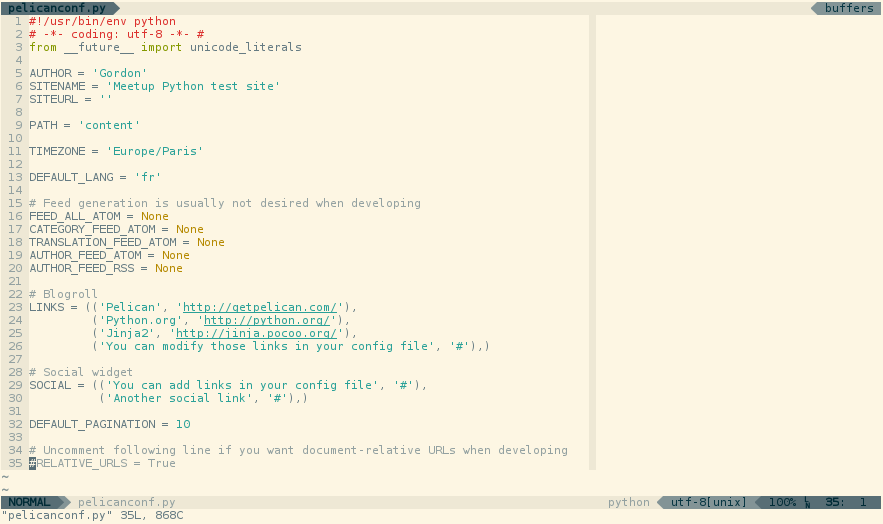 pelicanconf.py buffers
1 #!/usr/bin/env python
2 # -*- coding: utf-8 -*- #
3 from __future__ import unicode_literals
4
5 AUTHOR = 'Gordon'
6 SITENAME = 'Meetup Python test site'
7 SITEURL = ''
8
9 PATH = 'content'
10
11 TIMEZONE = 'Europe/Paris'
12
13 DEFAULT_LANG = 'fr'
14
15 # Feed generation is usually not desired when developing
16 FEED_ALL_ATOM = None
17 CATEGORY_FEED_ATOM = None
18 TRANSLATION_FEED_ATOM = None
19 AUTHOR_FEED_ATOM = None
20 AUTHOR_FEED_RSS = None
21
22 # Blogroll
23 LINKS = (('Pelican', 'http://getpelican.com/'),
24          ('Python.org', 'http://python.org/'),
25          ('Jinja2', 'http://jinja.pocoo.org/'),
26          ('You can modify those links in your config file', '#'),)
27
28 # Social widget
29 SOCIAL = (('You can add links in your config file', '#'),
30           ('Another social link', '#'),)
31
32 DEFAULT_PAGINATION = 10
33
34 # Uncomment following line if you want document-relative URLs when developing
35 #RELATIVE_URLS = True
~
~
NORMAL pelicanconf.py python utf-8[unix] 100% ␤ 35: 1
"pelicanconf.py" 35L, 868C